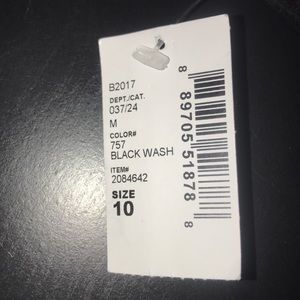 B2017
DEPT./CAT.
037/24
M
COLOR#
757
BLACK WASH
ITEM#
2084642
SIZE
10
8 89705 51878 8